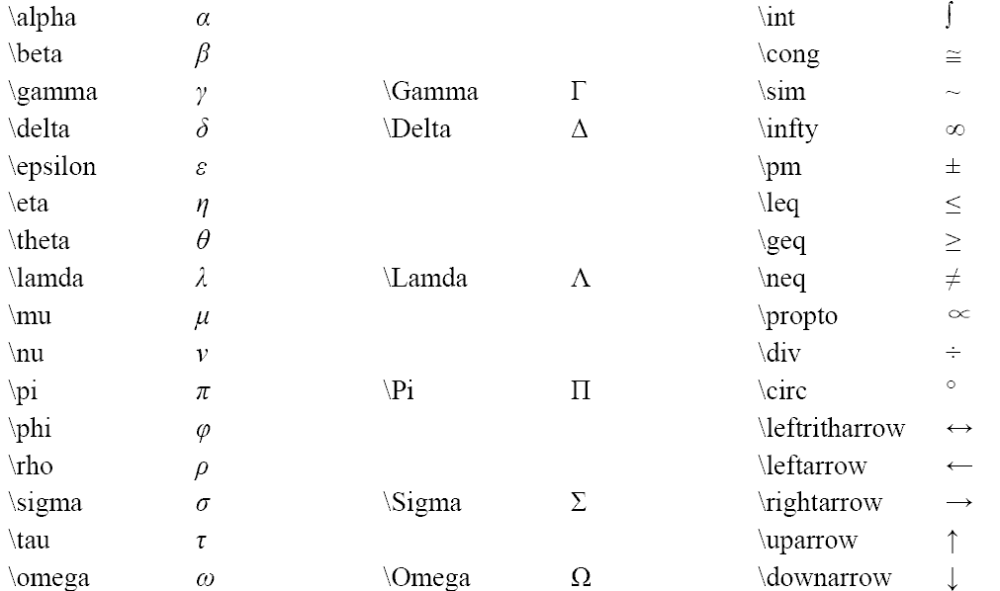 \alpha α \int ∫
\beta β \cong ≅
\gamma γ \Gamma Γ \sim ~
\delta δ \Delta Δ \infty ∞
\epsilon ε \pm ±
\eta η \leq ≤
\theta θ \geq ≥
\lamda λ \Lamda Λ \neq ≠
\mu μ \propto ∝
\nu ν \div ÷
\pi π \Pi Π \circ °
\phi φ \leftritharrow ↔
\rho ρ \leftarrow ←
\sigma σ \Sigma Σ \rightarrow →
\tau τ \uparrow ↑
\omega ω \Omega Ω \downarrow ↓